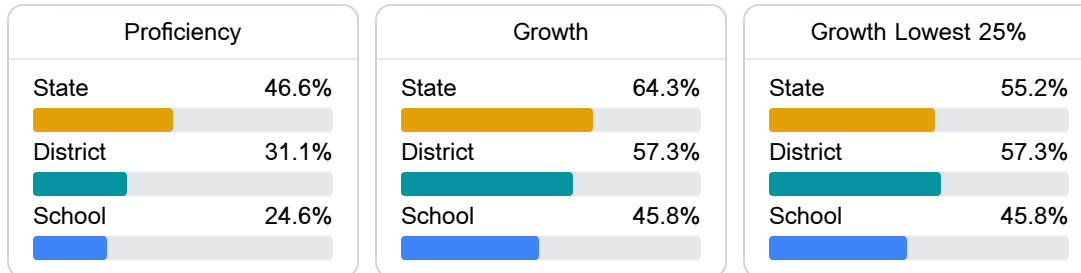 Proficiency
State 46.6%
District 31.1%
School 24.6%
Growth
State 64.3%
District 57.3%
School 45.8%
Growth Lowest 25%
State 55.2%
District 57.3%
School 45.8%